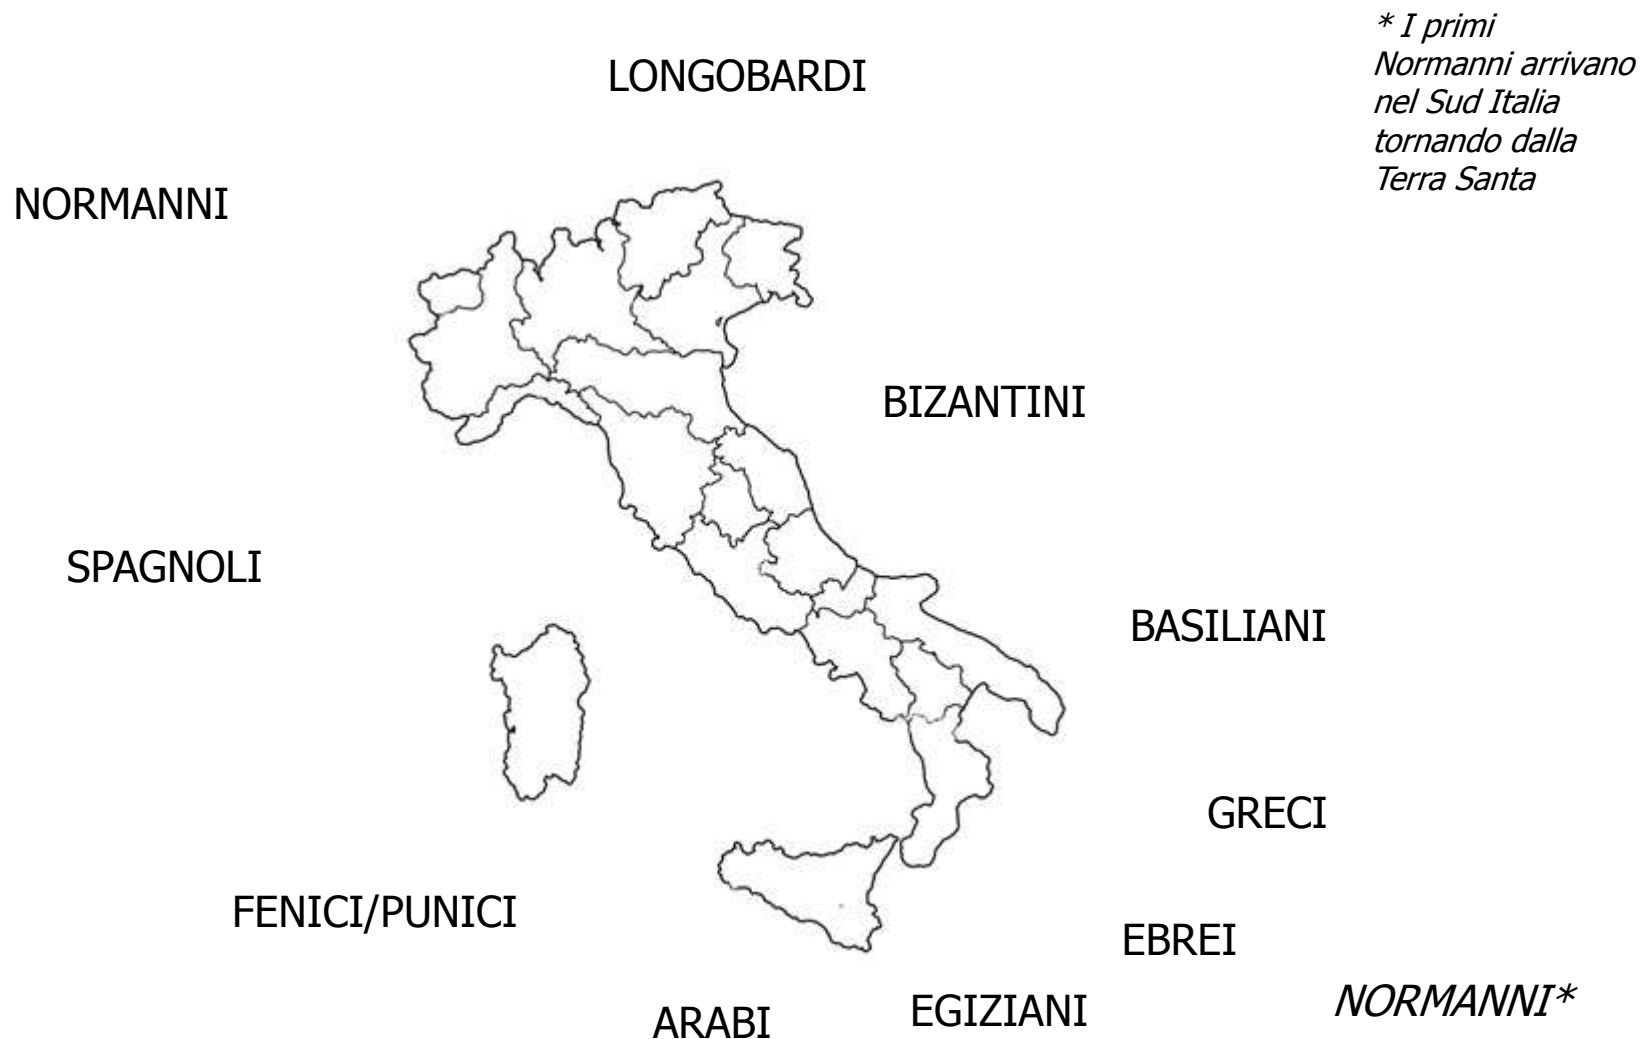 * I primi
Normanni arrivano
nel Sud Italia
tornando dalla
Terra Santa
LONGOBARDI
NORMANNI
BIZANTINI
SPAGNOLI
BASILIANI
GRECI
FENICI/PUNICI
EBREI
NORMANNI*
EGIZIANI
ARABI